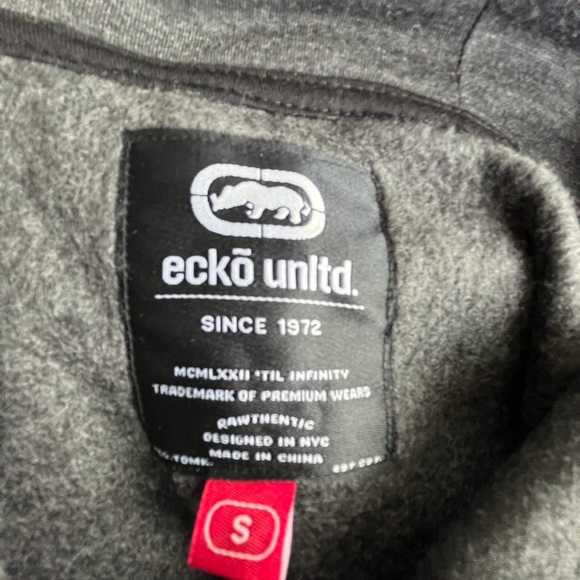 eckō unltd.
SINCE 1972
MCMLXXII 'TIL INFINITY
TRADEMARK OF PREMIUM WEARS
RAWTHENTIC
DESIGNED IN NYC
MADE IN CHINA
S